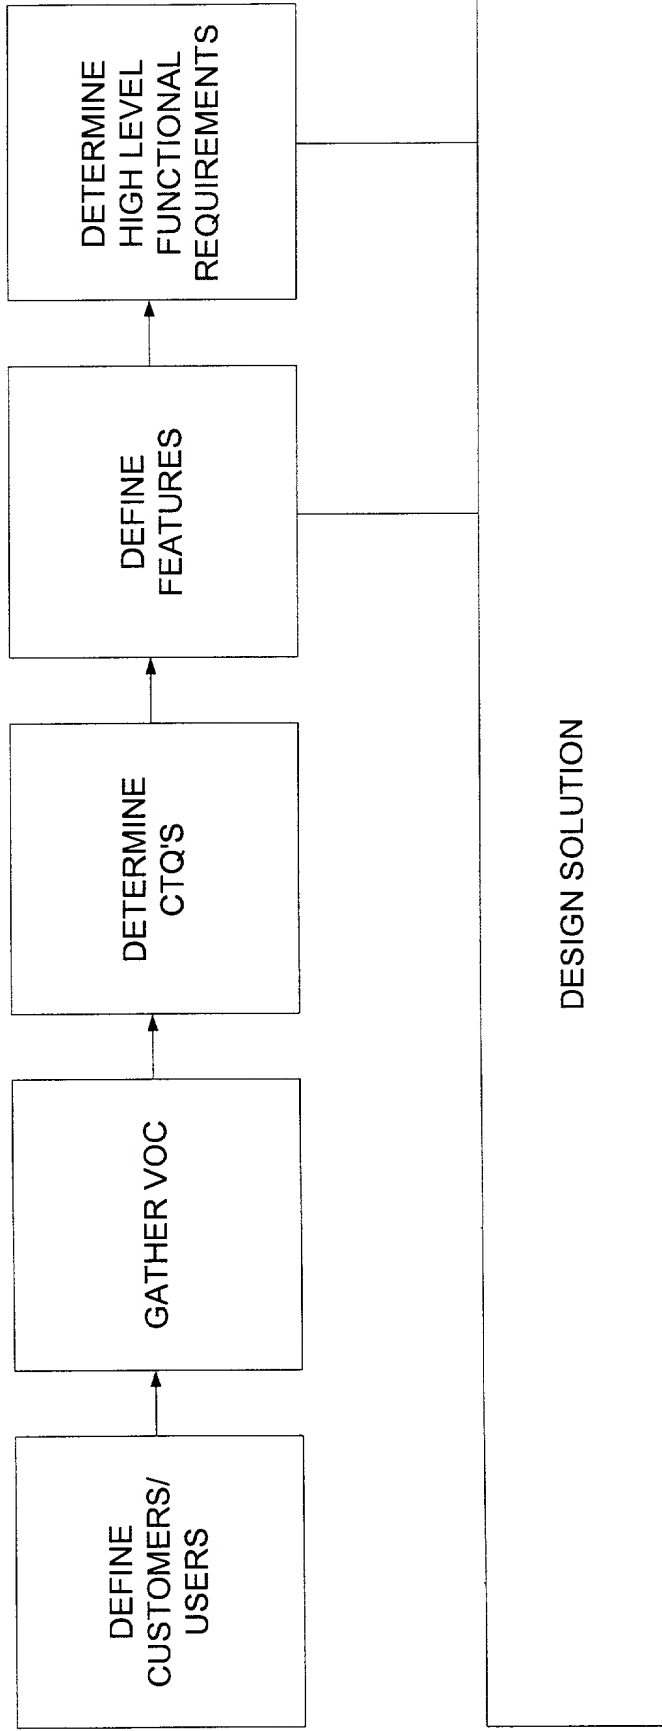 DEFINE
CUSTOMERS/
USERS
GATHER VOC
DETERMINE
CTQ'S
DEFINE
FEATURES
DETERMINE
HIGH LEVEL
FUNCTIONAL
REQUIREMENTS
DESIGN SOLUTION